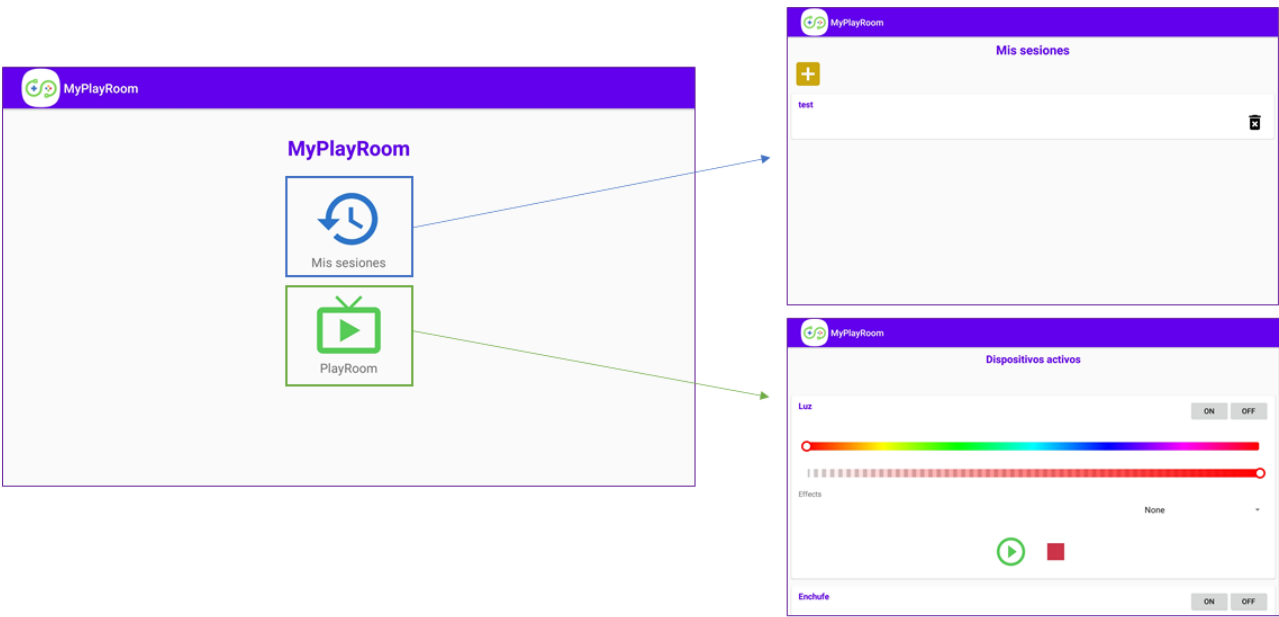 MyPlayRoom
MyPlayRoom
Mis sesiones
PlayRoom
MyPlayRoom
Mis sesiones
test
MyPlayRoom
Dispositivos activos
Luz
ON OFF
Effects
None
Enchufe
ON OFF